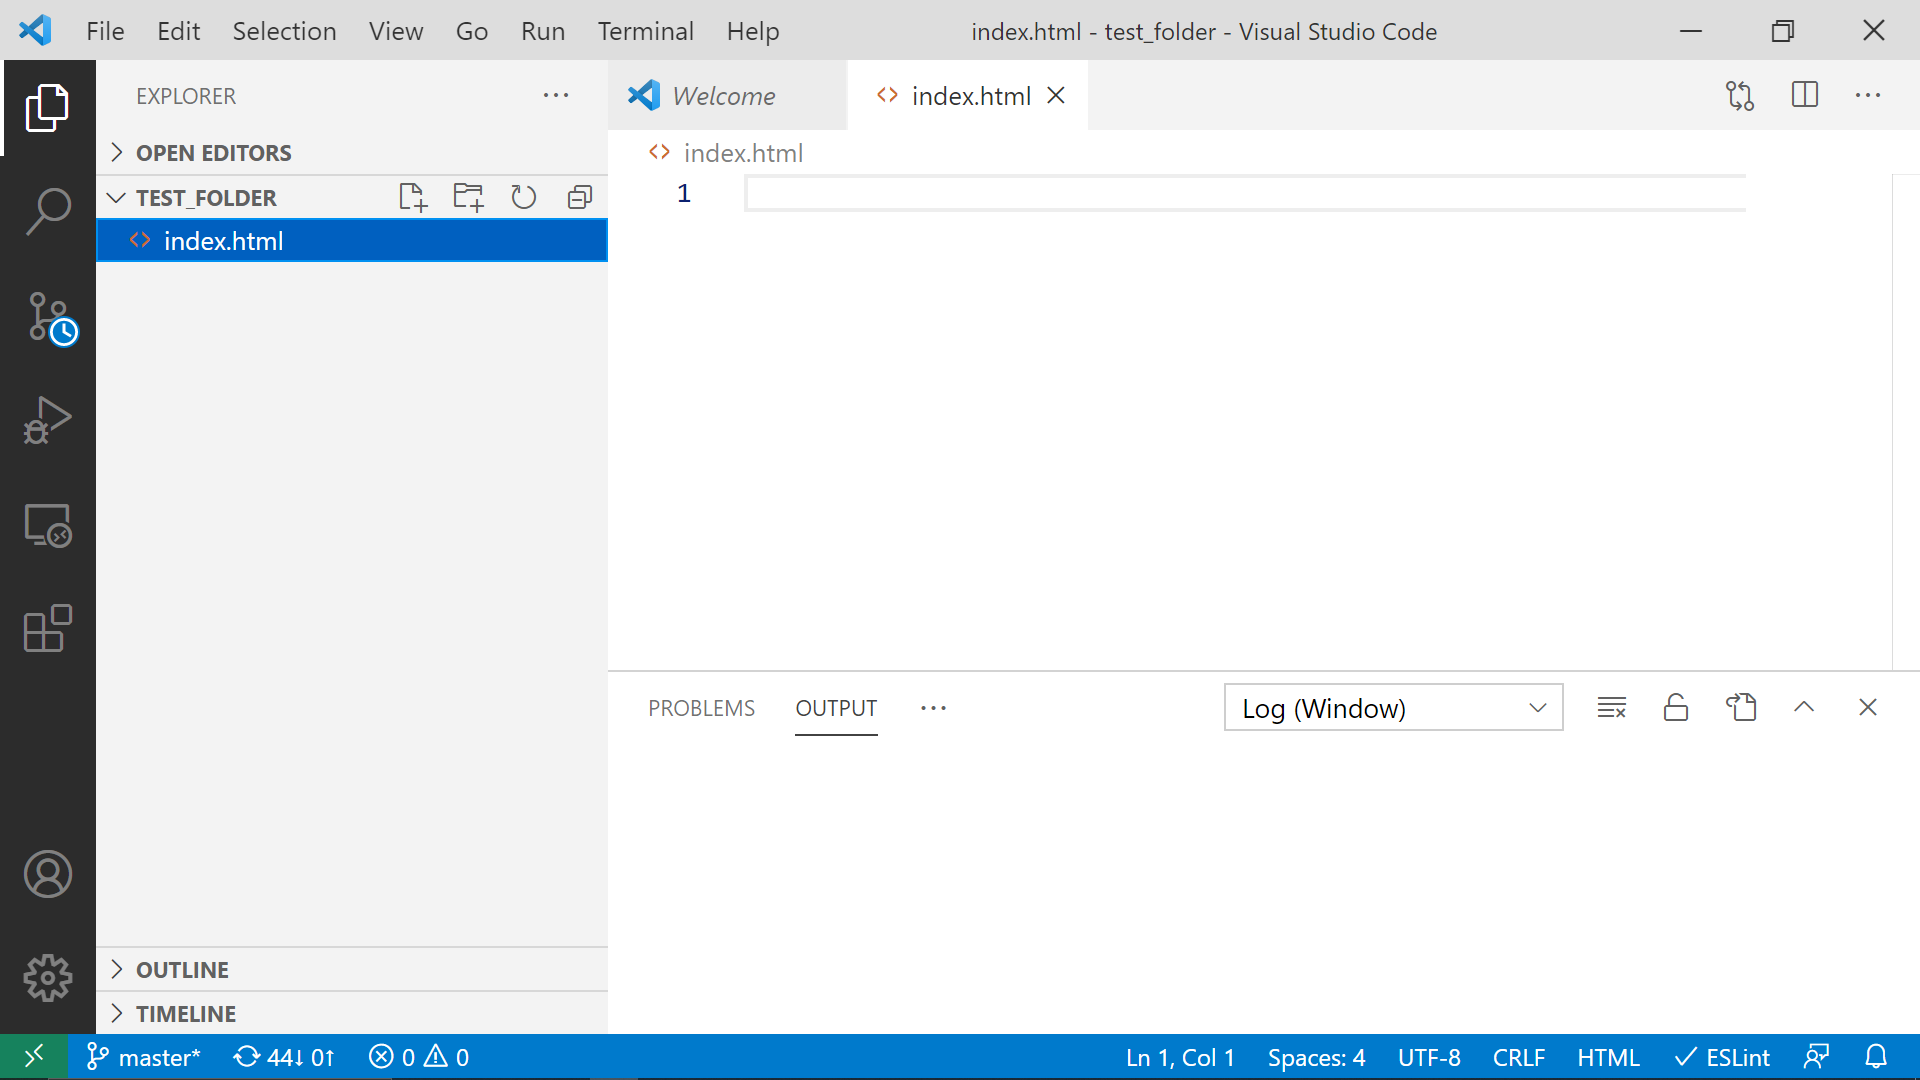 File Edit Selection View Go Run Terminal Help
index.html - test_folder - Visual Studio Code
EXPLORER
OPEN EDITORS
TEST_FOLDER
index.html
OUTLINE
TIMELINE
Welcome
index.html
index.html
1
PROBLEMS OUTPUT
Log (Window)
master* 44↓ 0↑ 0 0
Ln 1, Col 1 Spaces: 4 UTF-8 CRLF HTML ESLint